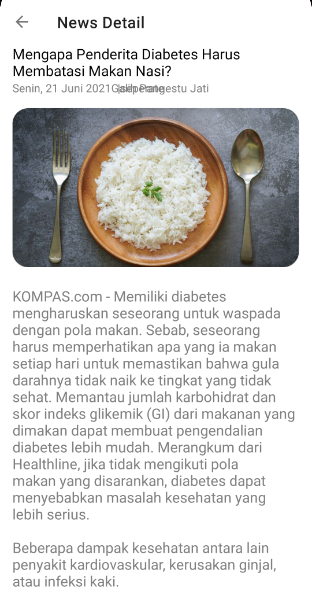 News Detail
Mengapa Penderita Diabetes Harus
Membatasi Makan Nasi?
Senin, 21 Juni 2021 Galih Pangestu Jati
KOMPAS.com - Memiliki diabetes
mengharuskan seseorang untuk waspada
dengan pola makan. Sebab, seseorang
harus memperhatikan apa yang ia makan
setiap hari untuk memastikan bahwa gula
darahnya tidak naik ke tingkat yang tidak
sehat. Memantau jumlah karbohidrat dan
skor indeks glikemik (GI) dari makanan yang
dimakan dapat membuat pengendalian
diabetes lebih mudah. Merangkum dari
Healthline, jika tidak mengikuti pola
makan yang disarankan, diabetes dapat
menyebabkan masalah kesehatan yang
lebih serius.
Beberapa dampak kesehatan antara lain
penyakit kardiovaskular, kerusakan ginjal,
atau infeksi kaki.